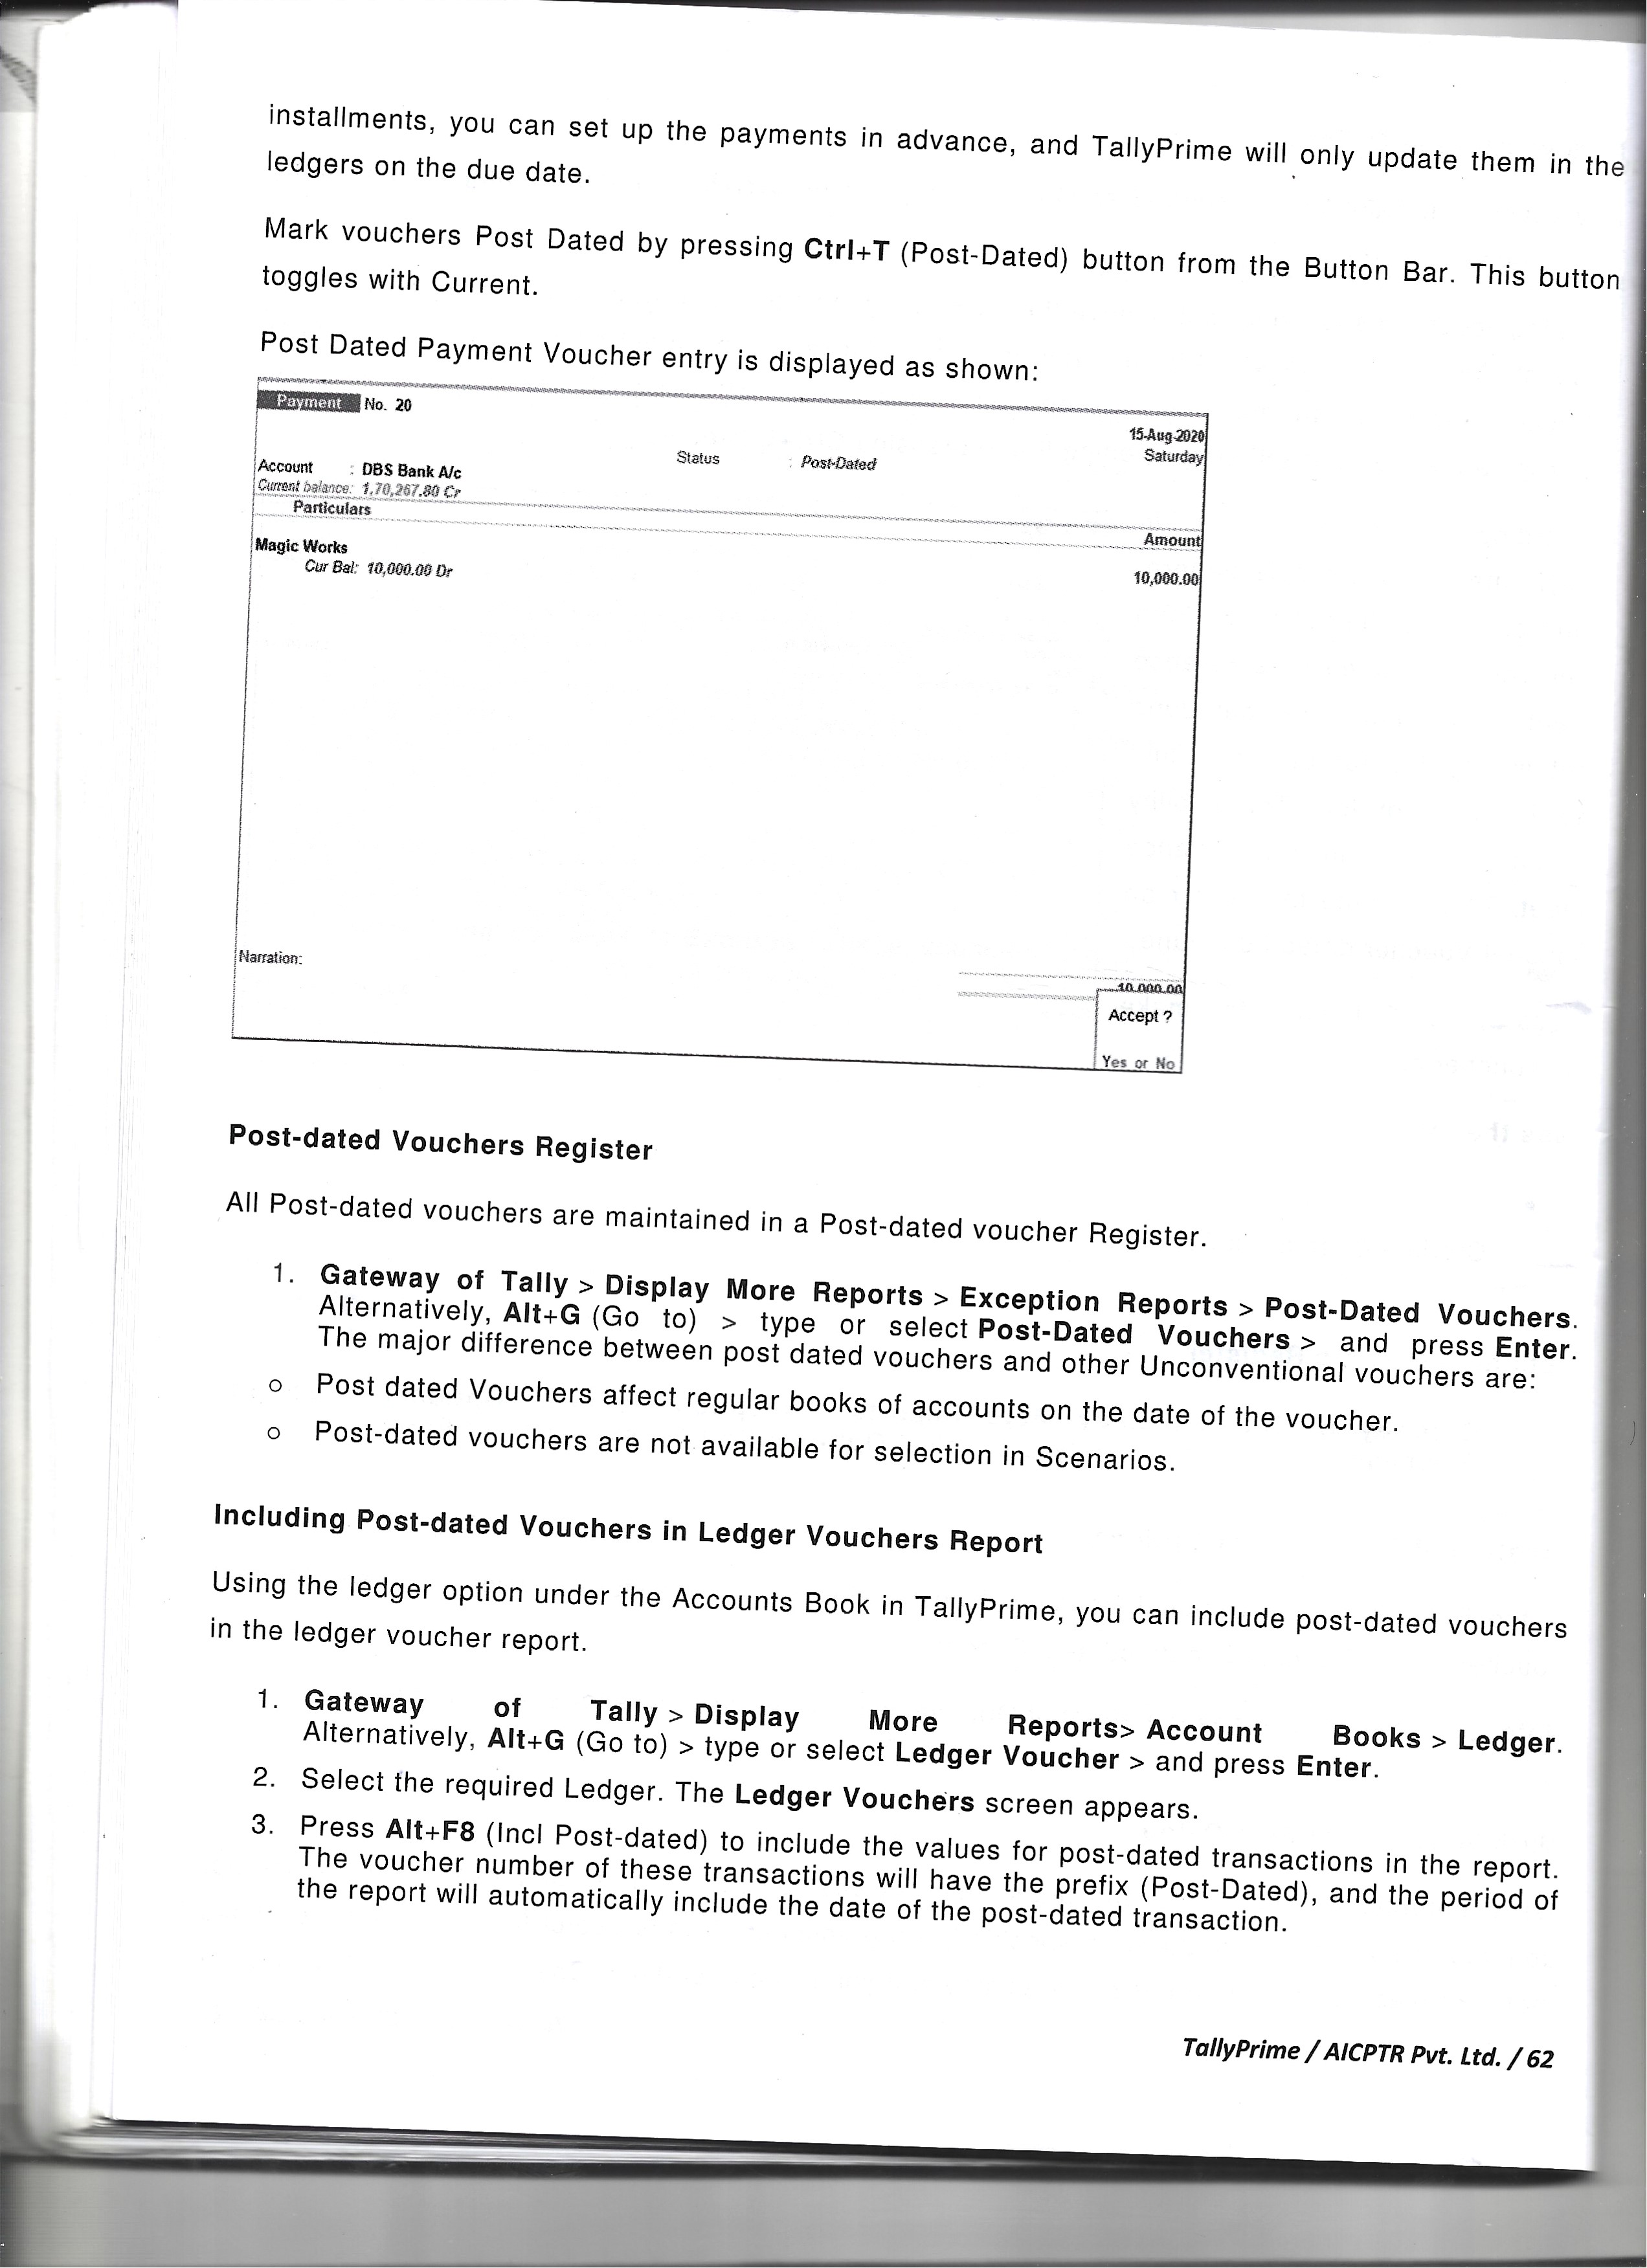 installments, you can set up the payments in advance, and TallyPrime will only update them in the
ledgers on the due date.
Mark vouchers Post Dated by pressing Ctrl+T (Post-Dated) button from the Button Bar. This button
toggles with Current.
Post Dated Payment Voucher entry is displayed as shown:
Payment No. 20
15-Aug-2020
Status : Post-Dated Saturday
Account : DBS Bank A/c
Current balance: 1,70,267.80 Cr
Particulars Amount
Magic Works 10,000.00
Cur Bal: 10,000.00 Dr
Narration:
10,000.00
Accept ?
Yes or No
Post-dated Vouchers Register
All Post-dated vouchers are maintained in a Post-dated voucher Register.
1. Gateway of Tally > Display More Reports > Exception Reports > Post-Dated Vouchers.
Alternatively, Alt+G (Go to) > type or select Post-Dated Vouchers > and press Enter.
The major difference between post dated vouchers and other Unconventional vouchers are:
o Post dated Vouchers affect regular books of accounts on the date of the voucher.
o Post-dated vouchers are not available for selection in Scenarios.
Including Post-dated Vouchers in Ledger Vouchers Report
Using the ledger option under the Accounts Book in TallyPrime, you can include post-dated vouchers
in the ledger voucher report.
1. Gateway of Tally > Display More Reports> Account Books > Ledger.
Alternatively, Alt+G (Go to) > type or select Ledger Voucher > and press Enter.
2. Select the required Ledger. The Ledger Vouchers screen appears.
3. Press Alt+F8 (Incl Post-dated) to include the values for post-dated transactions in the report.
The voucher number of these transactions will have the prefix (Post-Dated), and the period of
the report will automatically include the date of the post-dated transaction.
TallyPrime / AICPTR Pvt. Ltd. / 62